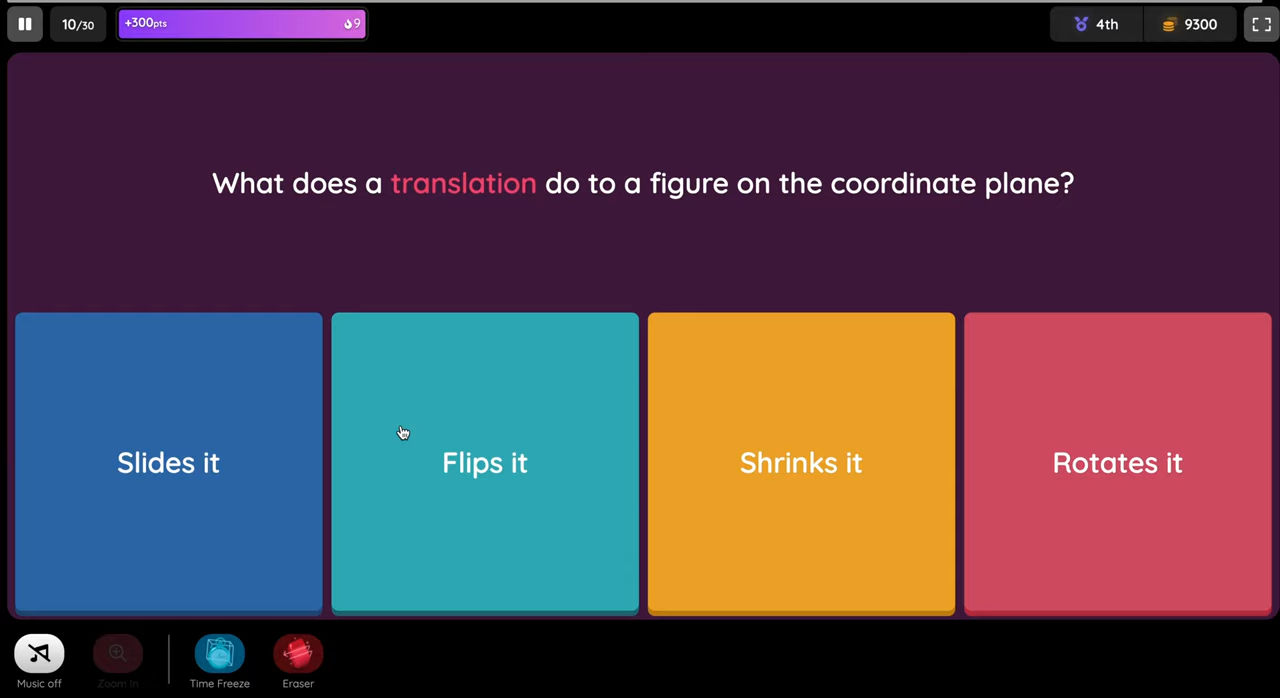 10/30
+300pts
9
4th
9300
What does a translation do to a figure on the coordinate plane?
Slides it
Flips it
Shrinks it
Rotates it
Music off
Zoom In
Time Freeze
Eraser